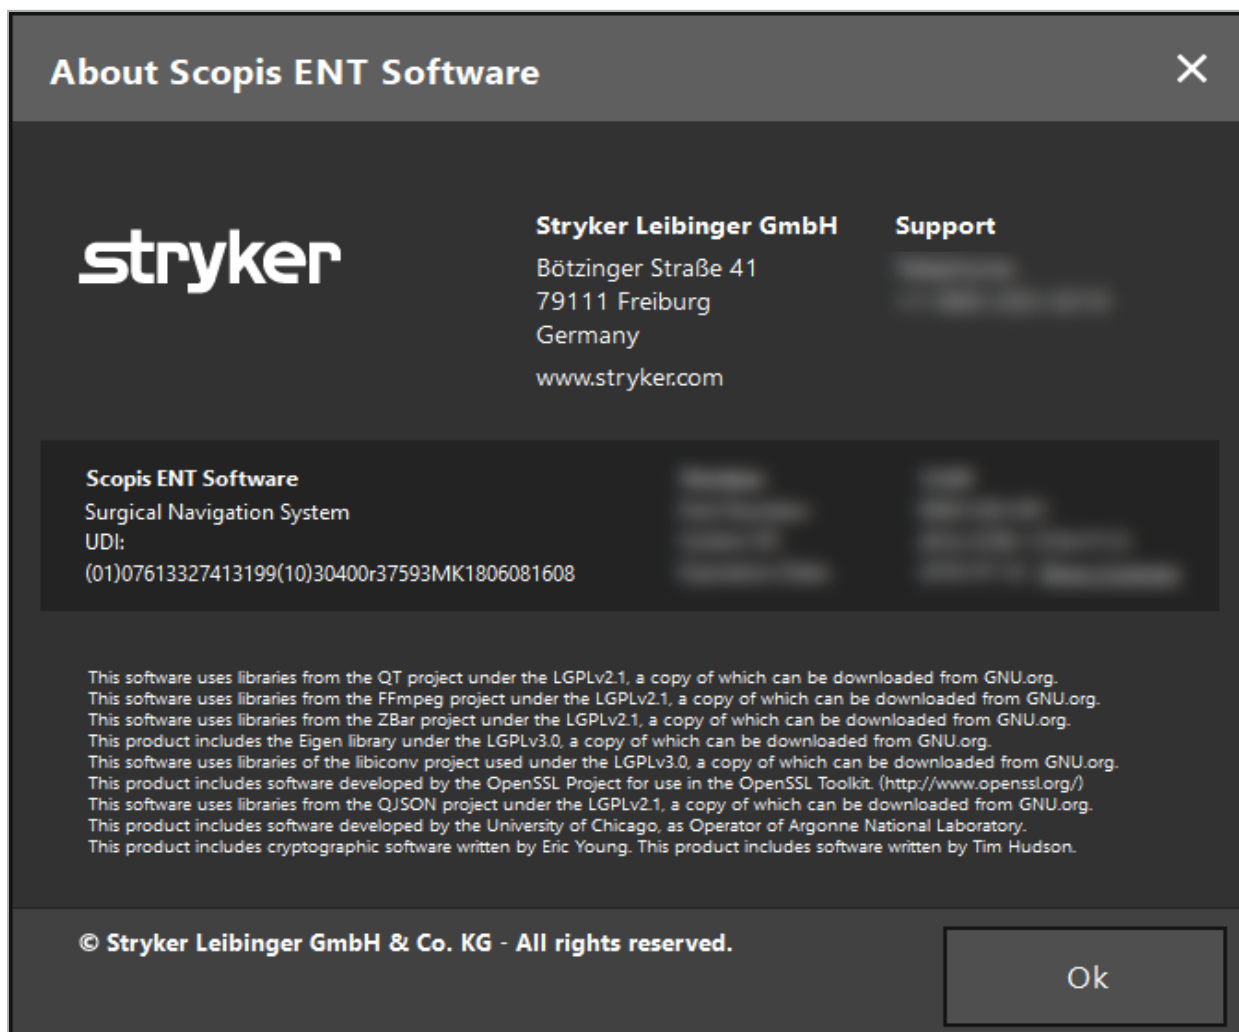 About Scopis ENT Software
stryker
Stryker Leibinger GmbH
Bötzinger Straße 41
79111 Freiburg
Germany
www.stryker.com
Support
Scopis ENT Software
Surgical Navigation System
UDI:
(01)07613327413199(10)30400r37593MK1806081608
This software uses libraries from the QT project under the LGPLv2.1, a copy of which can be downloaded from GNU.org.
This software uses libraries from the FFmpeg project under the LGPLv2.1, a copy of which can be downloaded from GNU.org.
This software uses libraries from the ZBar project under the LGPLv2.1, a copy of which can be downloaded from GNU.org.
This product includes the Eigen library under the LGPLv3.0, a copy of which can be downloaded from GNU.org.
This software uses libraries of the libiconv project used under the LGPLv3.0, a copy of which can be downloaded from GNU.org.
This product includes software developed by the OpenSSL Project for use in the OpenSSL Toolkit. (http://www.openssl.org/)
This software uses libraries from the QJSON project under the LGPLv2.1, a copy of which can be downloaded from GNU.org.
This product includes software developed by the University of Chicago, as Operator of Argonne National Laboratory.
This product includes cryptographic software written by Eric Young. This product includes software written by Tim Hudson.
© Stryker Leibinger GmbH & Co. KG - All rights reserved.
Ok